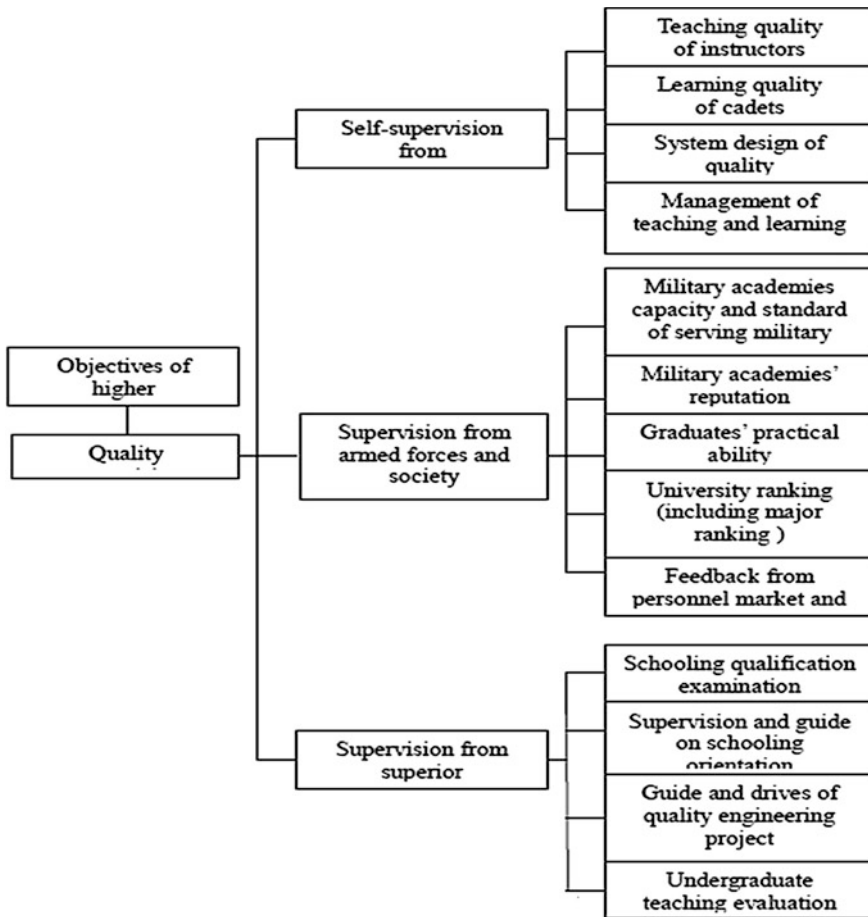 Objectives of
higher
Quality
Self-supervision
from
Supervision from
armed forces and
society
Supervision from
superior
Teaching quality
of instructors
Learning quality
of cadets
System design of
quality
Management of
teaching and learning
Military academies
capacity and standard
of serving military
Military academies’
reputation
Graduates’ practical
ability
University ranking
(including major
ranking )
Feedback from
personnel market and
Schooling qualification
examination
Supervision and guide
on schooling
orientation
Guide and drives of
quality engineering
project
Undergraduate
teaching evaluation